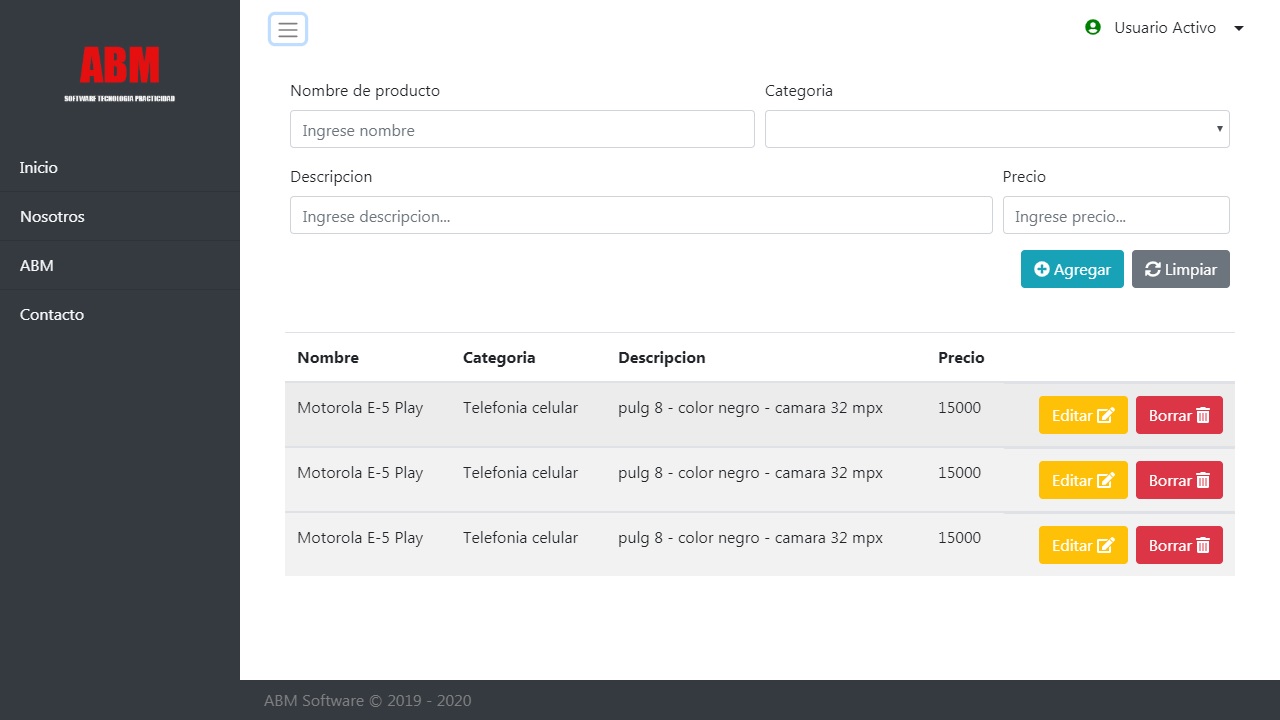 ABM
SOFTWARE TECNOLOGIA PRACTICIDAD
Inicio
Nosotros
ABM
Contacto
Usuario Activo
Nombre de producto Categoria
Ingrese nombre
Descripcion Precio
Ingrese descripcion... Ingrese precio...
Agregar Limpiar
Nombre Categoria Descripcion Precio
Motorola E-5 Play Telefonia celular pulg 8 - color negro - camara 32 mpx 15000 Editar Borrar
Motorola E-5 Play Telefonia celular pulg 8 - color negro - camara 32 mpx 15000 Editar Borrar
Motorola E-5 Play Telefonia celular pulg 8 - color negro - camara 32 mpx 15000 Editar Borrar
ABM Software © 2019 - 2020